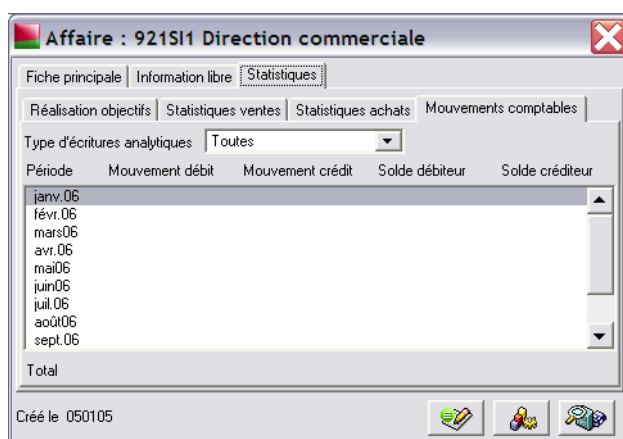 Affaire : 921SI1 Direction commerciale
Fiche principale Information libre Statistiques
Réalisation objectifs Statistiques ventes Statistiques achats Mouvements comptables
Type d'écritures analytiques Toutes
Période Mouvement débit Mouvement crédit Solde débiteur Solde créditeur
janv.06
févr.06
mars06
avr.06
mai06
juin06
juil.06
août06
sept.06
Total
Créé le 050105